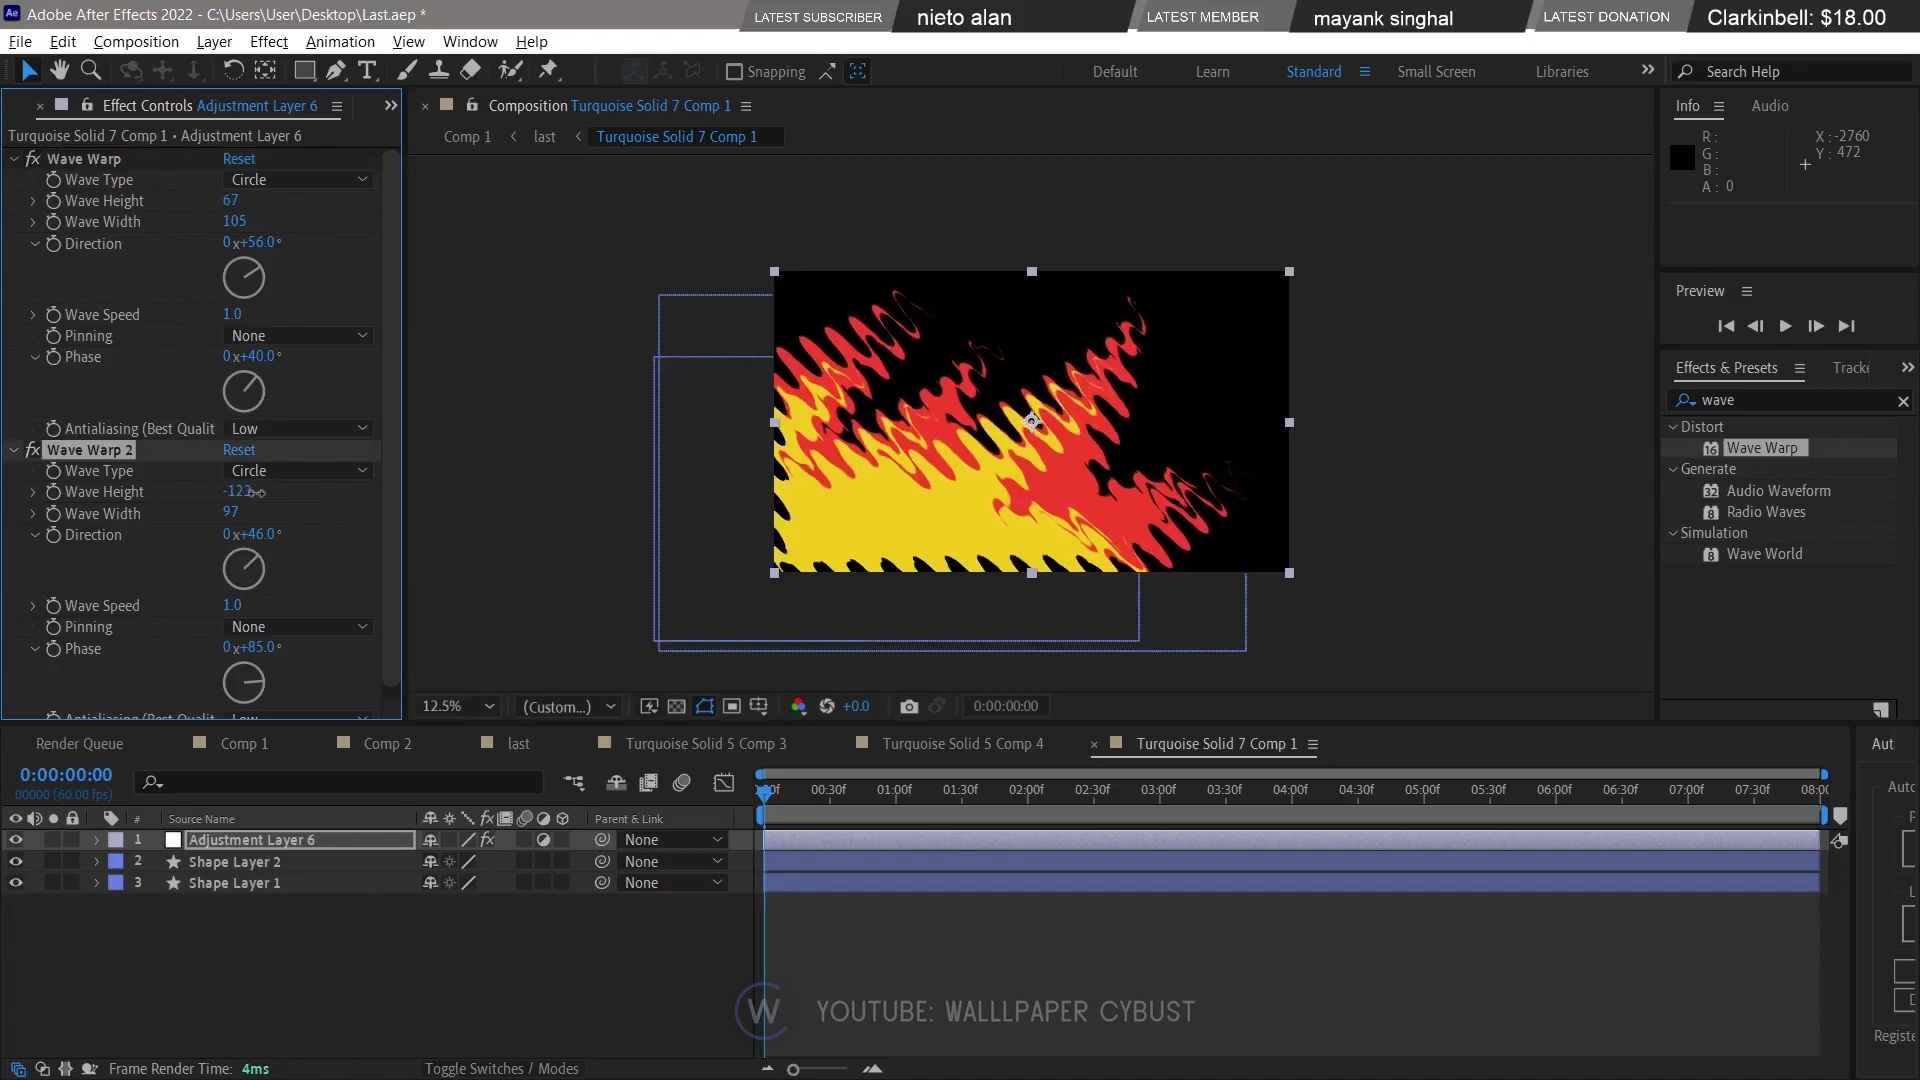 Adobe After Effects 2022 - C:\Users\User\Desktop\Last.aep *
LATEST SUBSCRIBER
nieto alan
LATEST MEMBER
mayank singhal
LATEST DONATION
Clarkinbell: $18.00
File Edit Composition Layer Effect Animation View Window Help
Snapping
Default Learn Standard Small Screen Libraries
Search Help
Effect Controls Adjustment Layer 6
Turquoise Solid 7 Comp 1 • Adjustment Layer 6
fx Wave Warp Reset
Wave Type Circle
Wave Height 67
Wave Width 105
Direction 0x+56.0°
Wave Speed 1.0
Pinning None
Phase 0x+40.0°
Antialiasing (Best Qualit Low
fx Wave Warp 2 Reset
Wave Type Circle
Wave Height -123
Wave Width 97
Direction 0x+46.0°
Wave Speed 1.0
Pinning None
Phase 0x+85.0°
Composition Turquoise Solid 7 Comp 1
Comp 1 last Turquoise Solid 7 Comp 1
12.5% (Custom...) +0.0 0:00:00:00
Info Audio
R :
G :
B :
A : 0
X : -2760
Y : 472
Preview
Effects & Presets Tracke
wave
Distort
Wave Warp
Generate
Audio Waveform
Radio Waves
Simulation
Wave World
Render Queue Comp 1 Comp 2 last Turquoise Solid 5 Comp 3 Turquoise Solid 5 Comp 4 Turquoise Solid 7 Comp 1
0:00:00:00
00000 (60.00 fps)
00:30f 01:00f 01:30f 02:00f 02:30f 03:00f 03:30f 04:00f 04:30f 05:00f 05:30f 06:00f 06:30f 07:00f 07:30f
# Source Name fx Parent & Link
1 Adjustment Layer 6 fx None
2 Shape Layer 2 None
3 Shape Layer 1 None
Aut
Registe
W YOUTUBE: WALLLPAPER CYBUST
Frame Render Time: 4ms
Toggle Switches / Modes